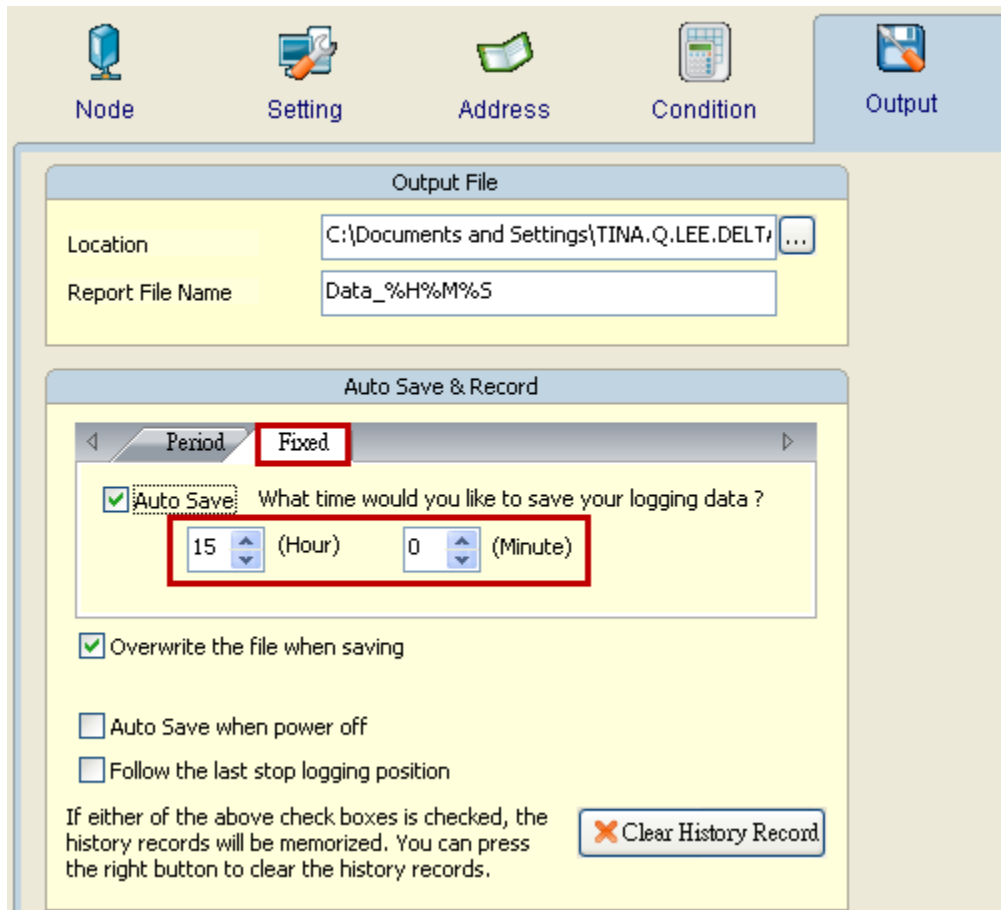 Node
Setting
Address
Condition
Output
Output File
Location
C:\Documents and Settings\TINA.Q.LEE.DELTA
...
Report File Name
Data_%H%M%S
Auto Save & Record
Period
Fixed
Auto Save
What time would you like to save your logging data ?
15
(Hour)
0
(Minute)
Overwrite the file when saving
Auto Save when power off
Follow the last stop logging position
If either of the above check boxes is checked, the
history records will be memorized. You can press
the right button to clear the history records.
Clear History Record